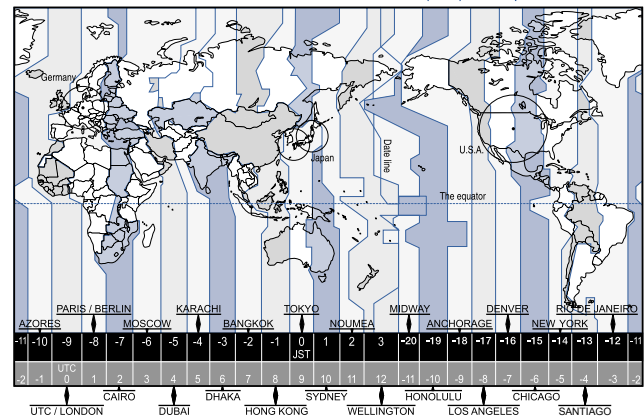 Germany
Japan
U.S.A.
Date line
The equator
PARIS / BERLIN KARACHI TOKYO MIDWAY DENVER RIO DE JANEIRO
AZORES MOSCOW BANGKOK NOUMEA ANCHORAGE NEW YORK
-11 -10 -9 -8 -7 -6 -5 -4 -3 -2 -1 0 1 2 3 -20 -19 -18 -17 -16 -15 -14 -13 -12 -11
JST
UTC
-2 -1 0 1 2 3 4 5 6 7 8 9 10 11 12 -11 -10 -9 -8 -7 -6 -5 -4 -3 -2
CAIRO DHAKA SYDNEY HONOLULU CHICAGO
UTC / LONDON DUBAI HONG KONG WELLINGTON LOS ANGELES SANTIAGO